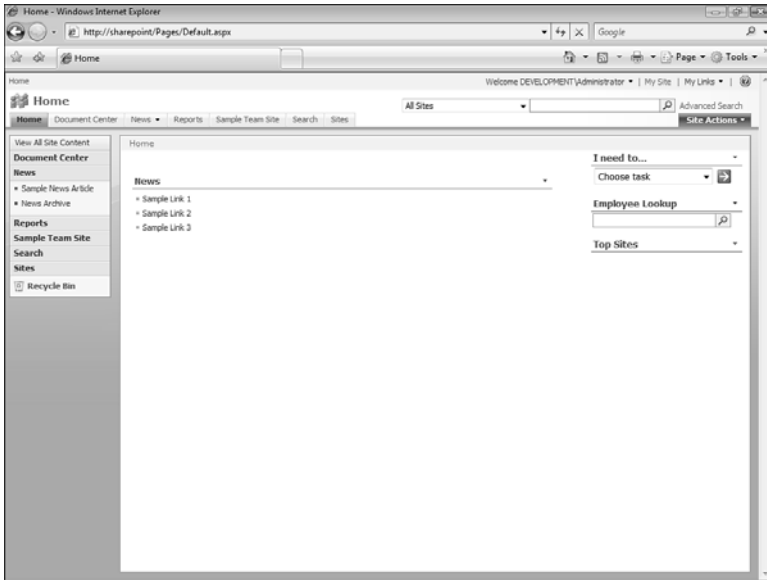 Home - Windows Internet Explorer
http://sharepoint/Pages/Default.aspx
Google
Home
Page
Tools
Home
Welcome DEVELOPMENT\Administrator | My Site | My Links |
Home
All Sites
Advanced Search
Home Document Center News Reports Sample Team Site Search Sites
Site Actions
View All Site Content
Document Center
News
Sample News Article
News Archive
Reports
Sample Team Site
Search
Sites
Recycle Bin
Home
News
Sample Link 1
Sample Link 2
Sample Link 3
I need to...
Choose task
Employee Lookup
Top Sites